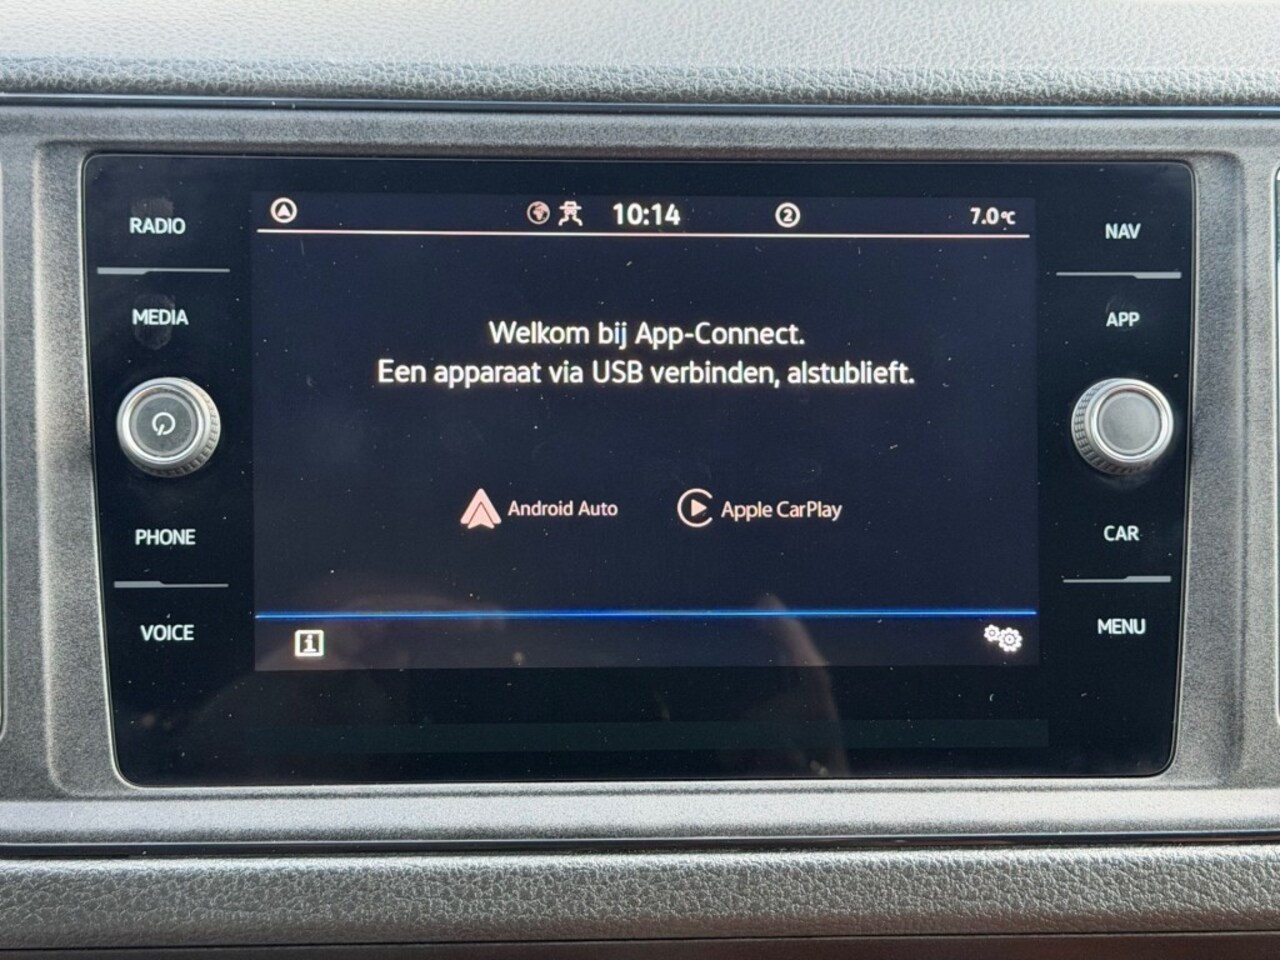 RADIO
MEDIA
PHONE
VOICE
10:14
2
7.0°C
Welkom bij App-Connect.
Een apparaat via USB verbinden, alstublieft.
Android Auto
Apple CarPlay
i
NAV
APP
CAR
MENU